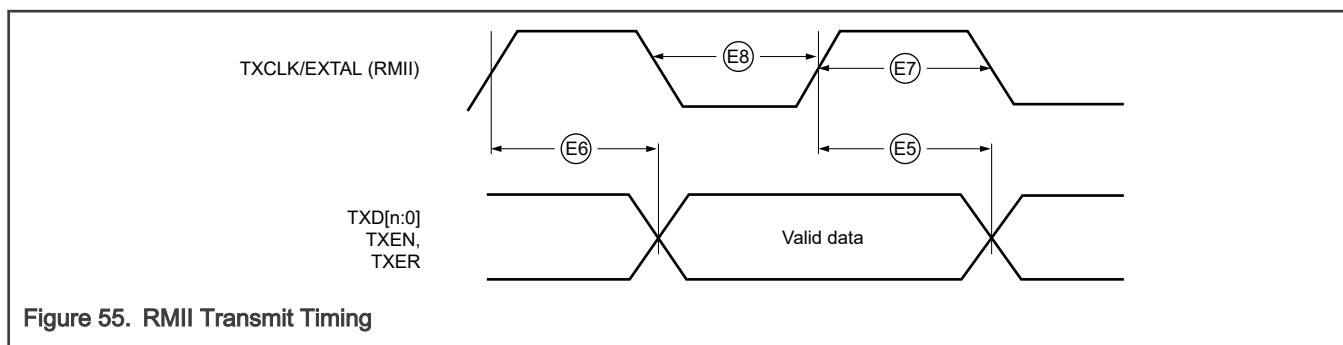 TXCLK/EXTAL (RMII)
E8
E7
E6
E5
TXD[n:0]
TXEN,
TXER
Valid data
Figure 55. RMII Transmit Timing